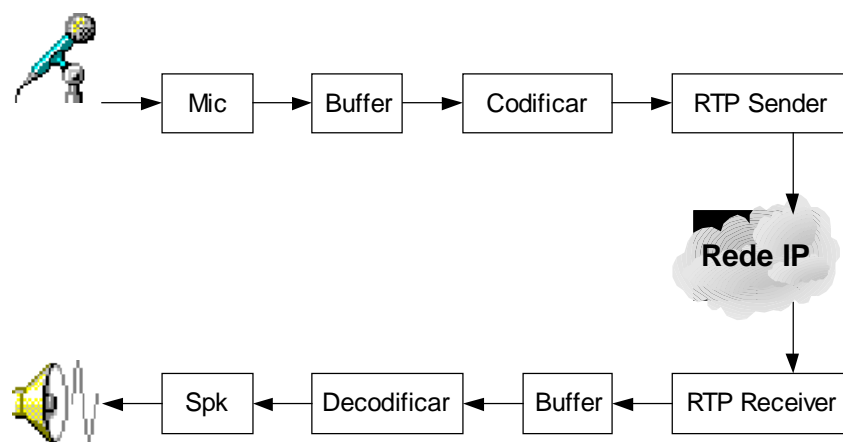 Mic
Buffer
Codificar
RTP Sender
Rede IP
RTP Receiver
Buffer
Decodificar
Spk